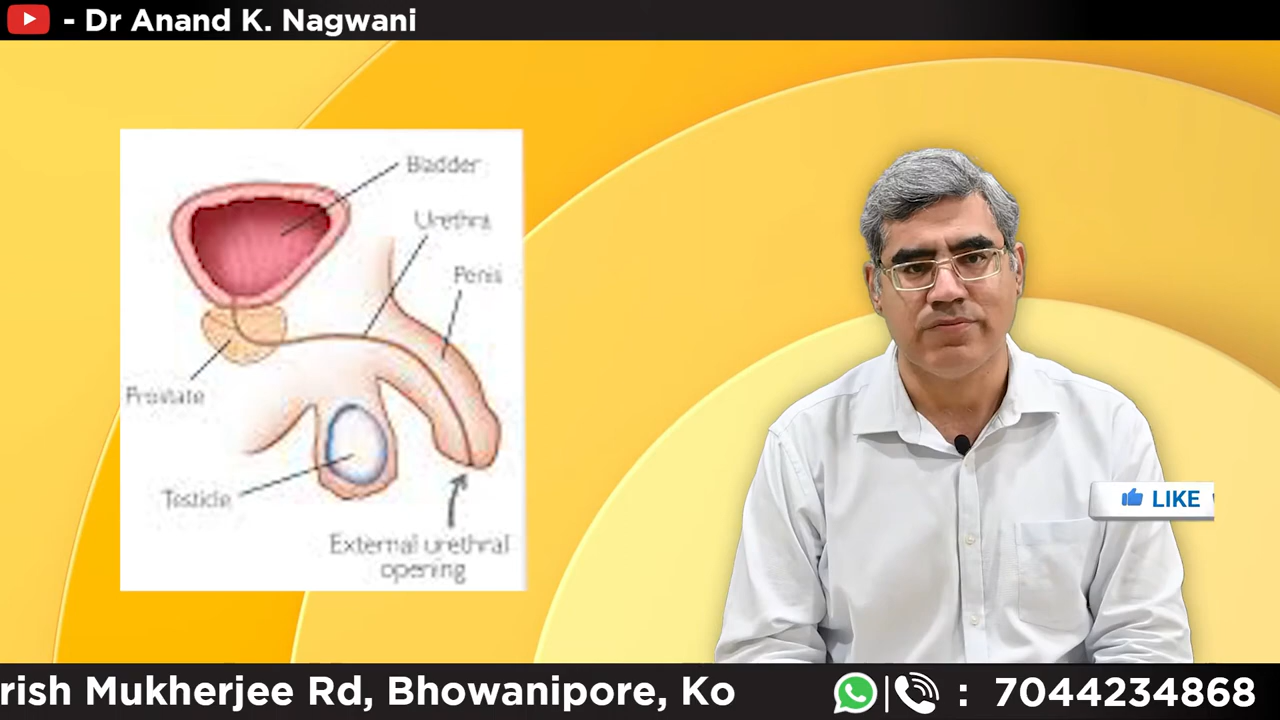 - Dr Anand K. Nagwani
Bladder
Urethra
Penis
Prostate
Testicle
External urethral
opening
LIKE
rish Mukherjee Rd, Bhowanipore, Ko
: 7044234868